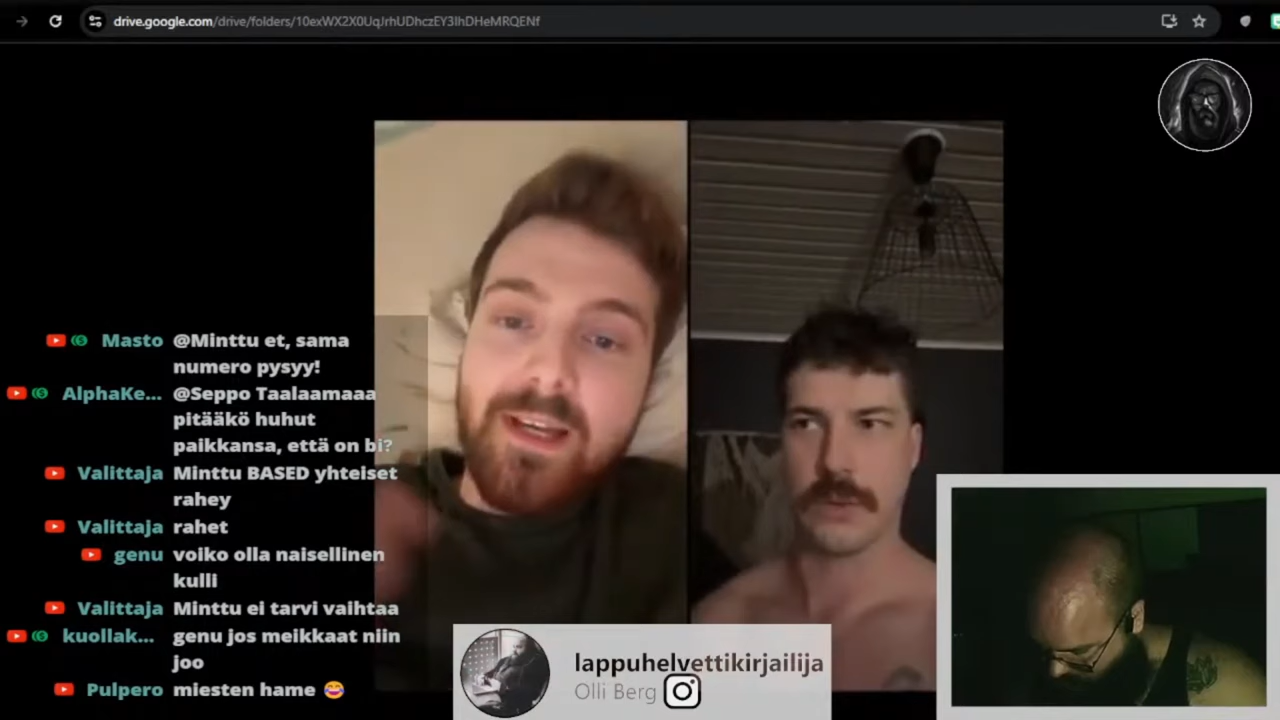 drive.google.com/drive/folders/10exWX2X0UqJrhUDhczEY3IhDHeMRQENf
Masto @Minttu et, sama
numero pysyy!
AlphaKe... @Seppo Taalaamaaa
pitääkö huhut
paikkansa, että on bi?
Valittaja Minttu BASED yhteiset
rahey
Valittaja rahet
genu voiko olla naisellinen
kulli
Valittaja Minttu ei tarvi vaihtaa
kuollak... genu jos meikkaat niin
joo
Pulpero miesten hame 😂
lappuhelvettikirjailija
Olli Berg